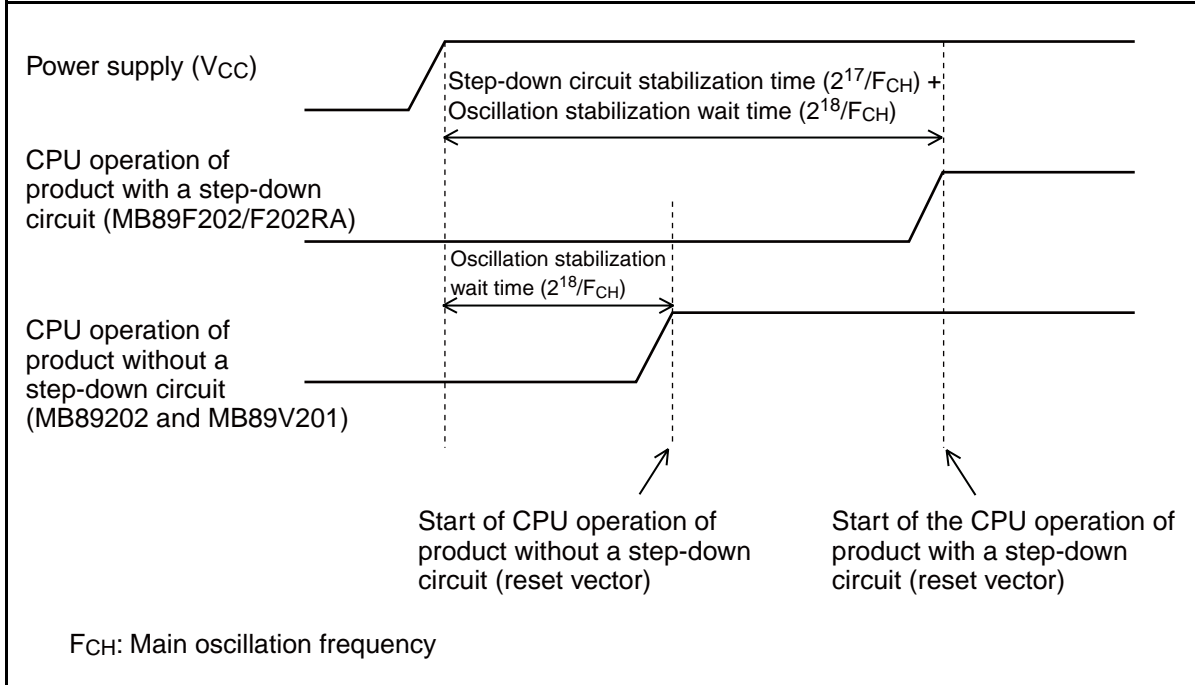 Power supply (VCC)
Step-down circuit stabilization time (2^17/FCH) +
Oscillation stabilization wait time (2^18/FCH)
CPU operation of
product with a step-down
circuit (MB89F202/F202RA)
Oscillation stabilization
wait time (2^18/FCH)
CPU operation of
product without a
step-down circuit
(MB89202 and MB89V201)
Start of CPU operation of
product without a step-down
circuit (reset vector)
Start of the CPU operation of
product with a step-down
circuit (reset vector)
FCH: Main oscillation frequency